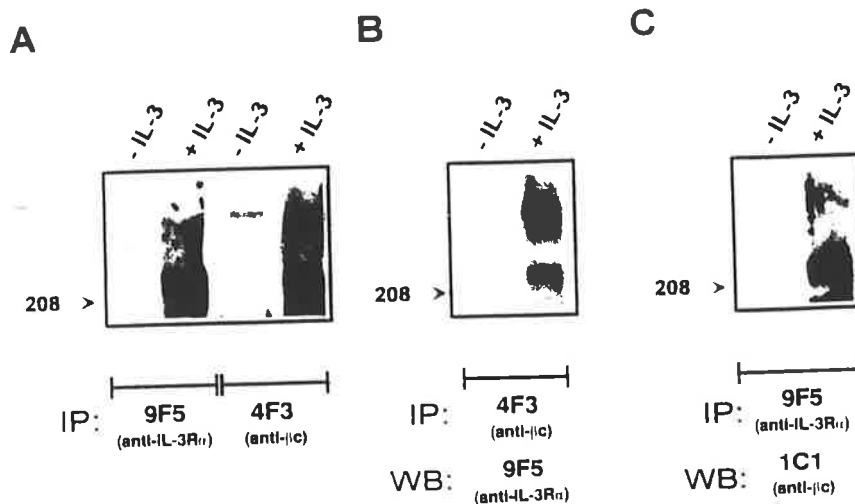 A
B
C
- IL-3
+ IL-3
- IL-3
+ IL-3
- IL-3
+ IL-3
- IL-3
+ IL-3
208
208
208
IP: 9F5 4F3
(anti-IL-3Rα) (anti-βc)
IP: 4F3
(anti-βc)
WB: 9F5
(anti-IL-3Rα)
IP: 9F5
(anti-IL-3Rα)
WB: 1C1
(anti-βc)